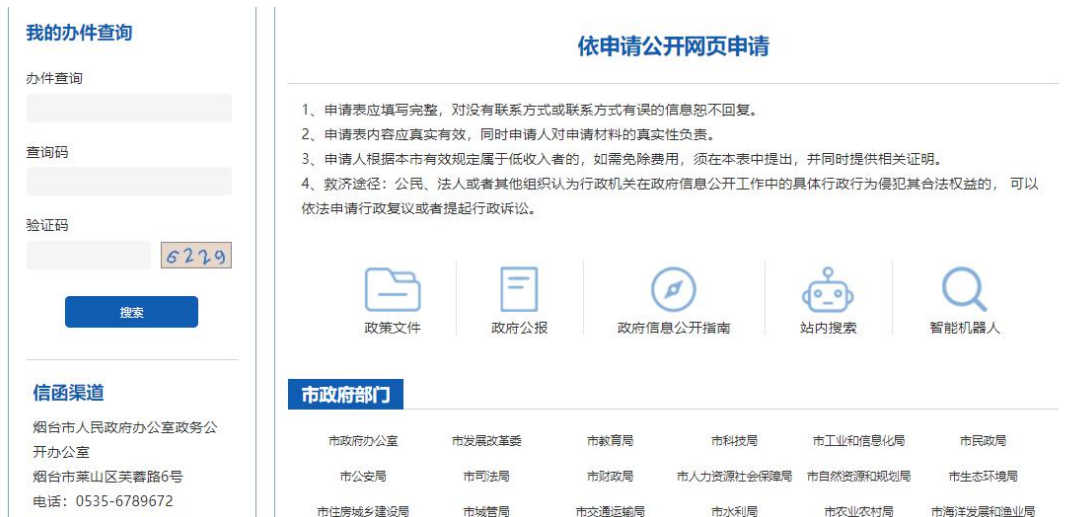 我的办件查询
办件查询
查询码
验证码
6229
搜索
信函渠道
烟台市人民政府办公室政务公
开办公室
烟台市莱山区芙蓉路6号
电话：0535-6789672
依申请公开网页申请
1、申请表应填写完整，对没有联系方式或联系方式有误的信息恕不回复。
2、申请表内容应真实有效，同时申请人对申请材料的真实性负责。
3、申请人根据本市有效规定属于低收入者的，如需免除费用，须在本表中提出，并同时提供相关证明。
4、救济途径：公民、法人或者其他组织认为行政机关在政府信息公开工作中的具体行政行为侵犯其合法权益的， 可以
依法申请行政复议或者提起行政诉讼。
政策文件 政府公报 政府信息公开指南 站内搜索 智能机器人
市政府部门
市政府办公室 市发展改革委 市教育局 市科技局 市工业和信息化局 市民政局
市公安局 市司法局 市财政局 市人力资源社会保障局 市自然资源和规划局 市生态环境局
市住房城乡建设局 市城管局 市交通运输局 市水利局 市农业农村局 市海洋发展和渔业局